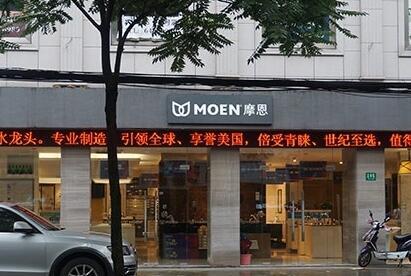 MOEN 摩恩
水龙头。专业制造、引领全球、享誉美国，倍受青睐、世纪至选，值得